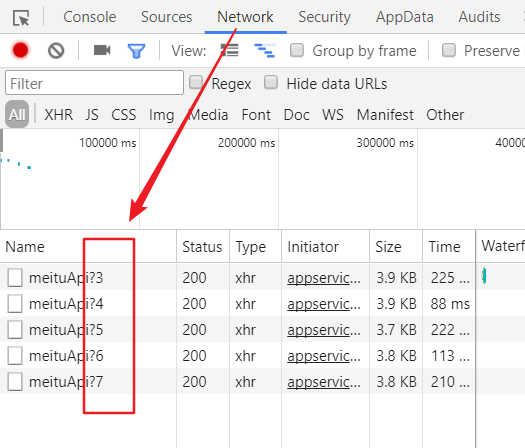 Console Sources Network Security AppData Audits
View: Group by frame Preserve
Filter Regex Hide data URLs
All XHR JS CSS Img Media Font Doc WS Manifest Other
100000 ms 200000 ms 300000 ms 40000
Name Status Type Initiator Size Time Waterf
meituApi?3 200 xhr appservic... 3.9 KB 225 ...
meituApi?4 200 xhr appservic... 3.9 KB 88 ms
meituApi?5 200 xhr appservic... 3.7 KB 222 ...
meituApi?6 200 xhr appservic... 3.8 KB 113 ...
meituApi?7 200 xhr appservic... 3.8 KB 210 ...